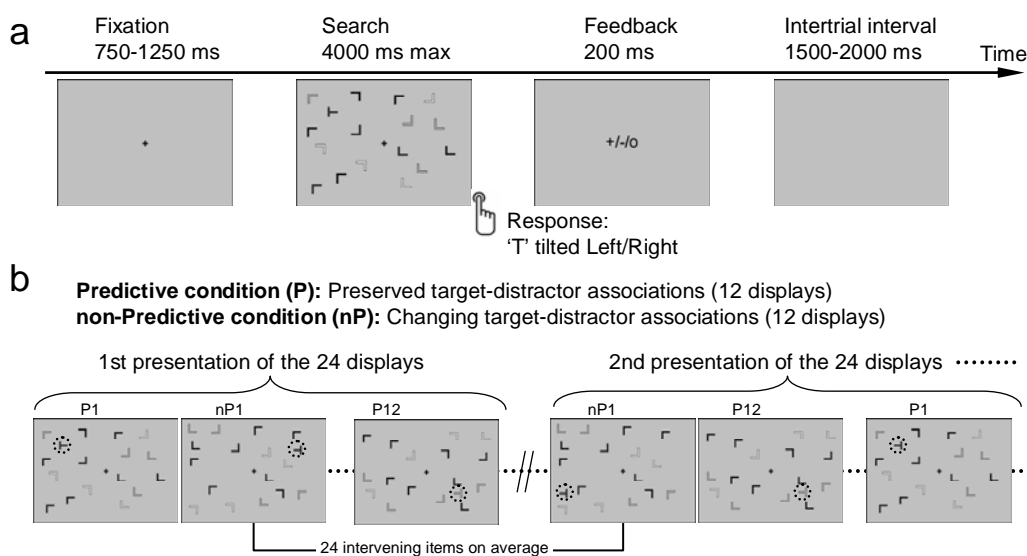 a
Fixation
750-1250 ms
Search
4000 ms max
Feedback
200 ms
Intertrial interval
1500-2000 ms
Time
+/-/o
Response:
'T' tilted Left/Right
b
Predictive condition (P): Preserved target-distractor associations (12 displays)
non-Predictive condition (nP): Changing target-distractor associations (12 displays)
1st presentation of the 24 displays
2nd presentation of the 24 displays
P1
nP1
P12
nP1
P12
P1
24 intervening items on average